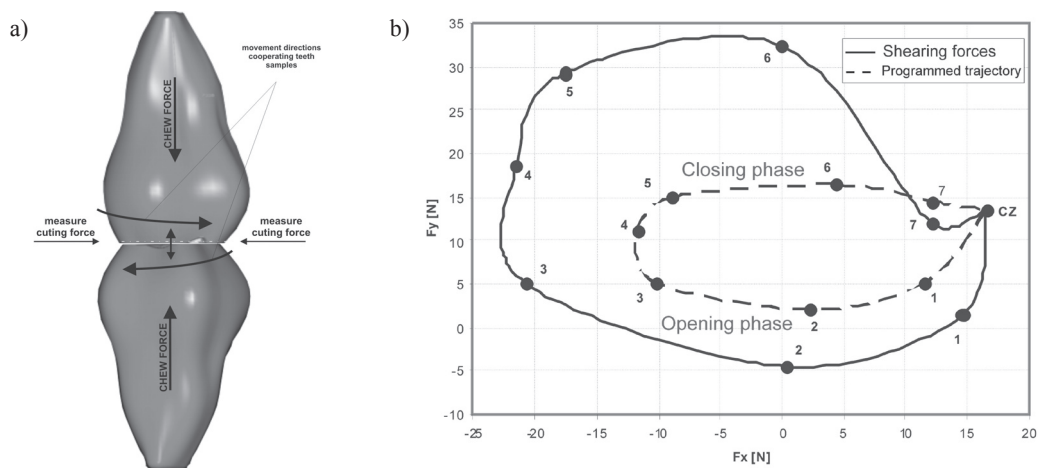 a)
movement directions
cooperating teeth
samples
CHEW FORCE
measure
cuting force
measure
cuting force
CHEW FORCE
b)
Fy [N]
35
30
25
20
15
10
5
0
-5
-10
-25
-20
-15
-10
-5
0
5
10
15
20
Fx [N]
Shearing forces
Programmed trajectory
6
5
4
3
2
1
7
CZ
Closing phase
6
7
5
4
3
2
1
Opening phase